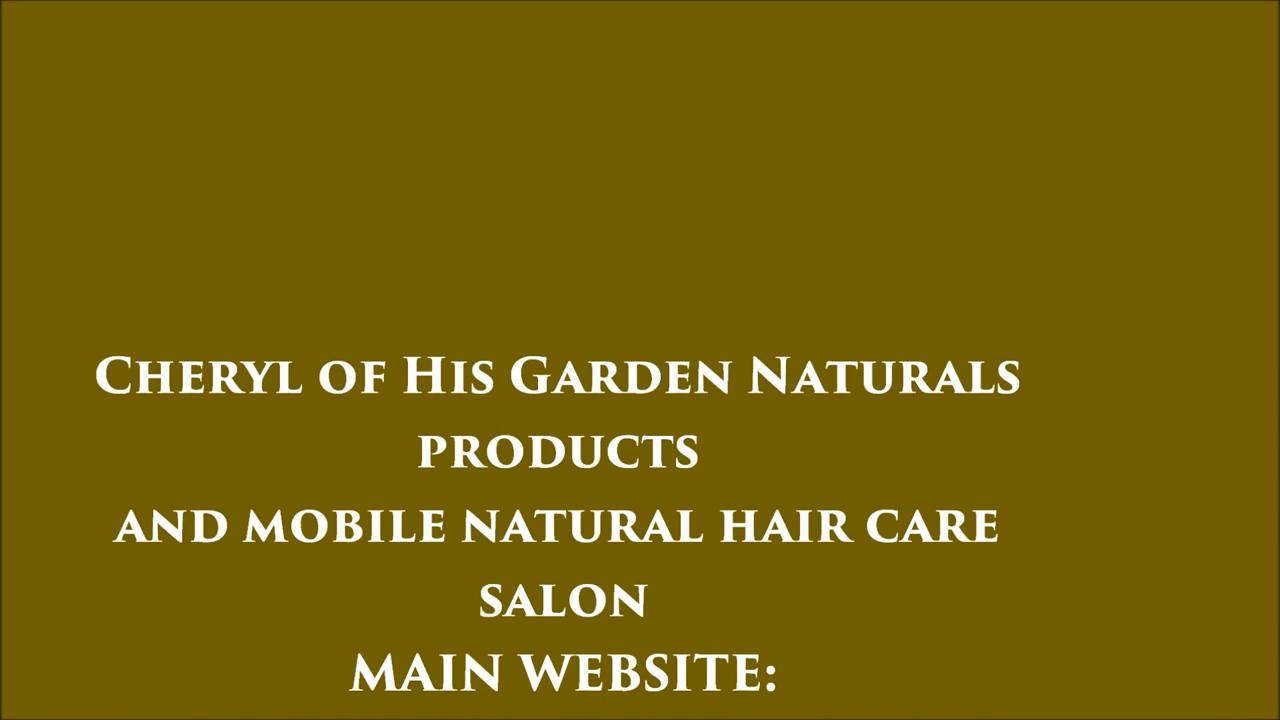 Cheryl of His Garden Naturals
products
and mobile natural hair care
salon
MAIN WEBSITE: